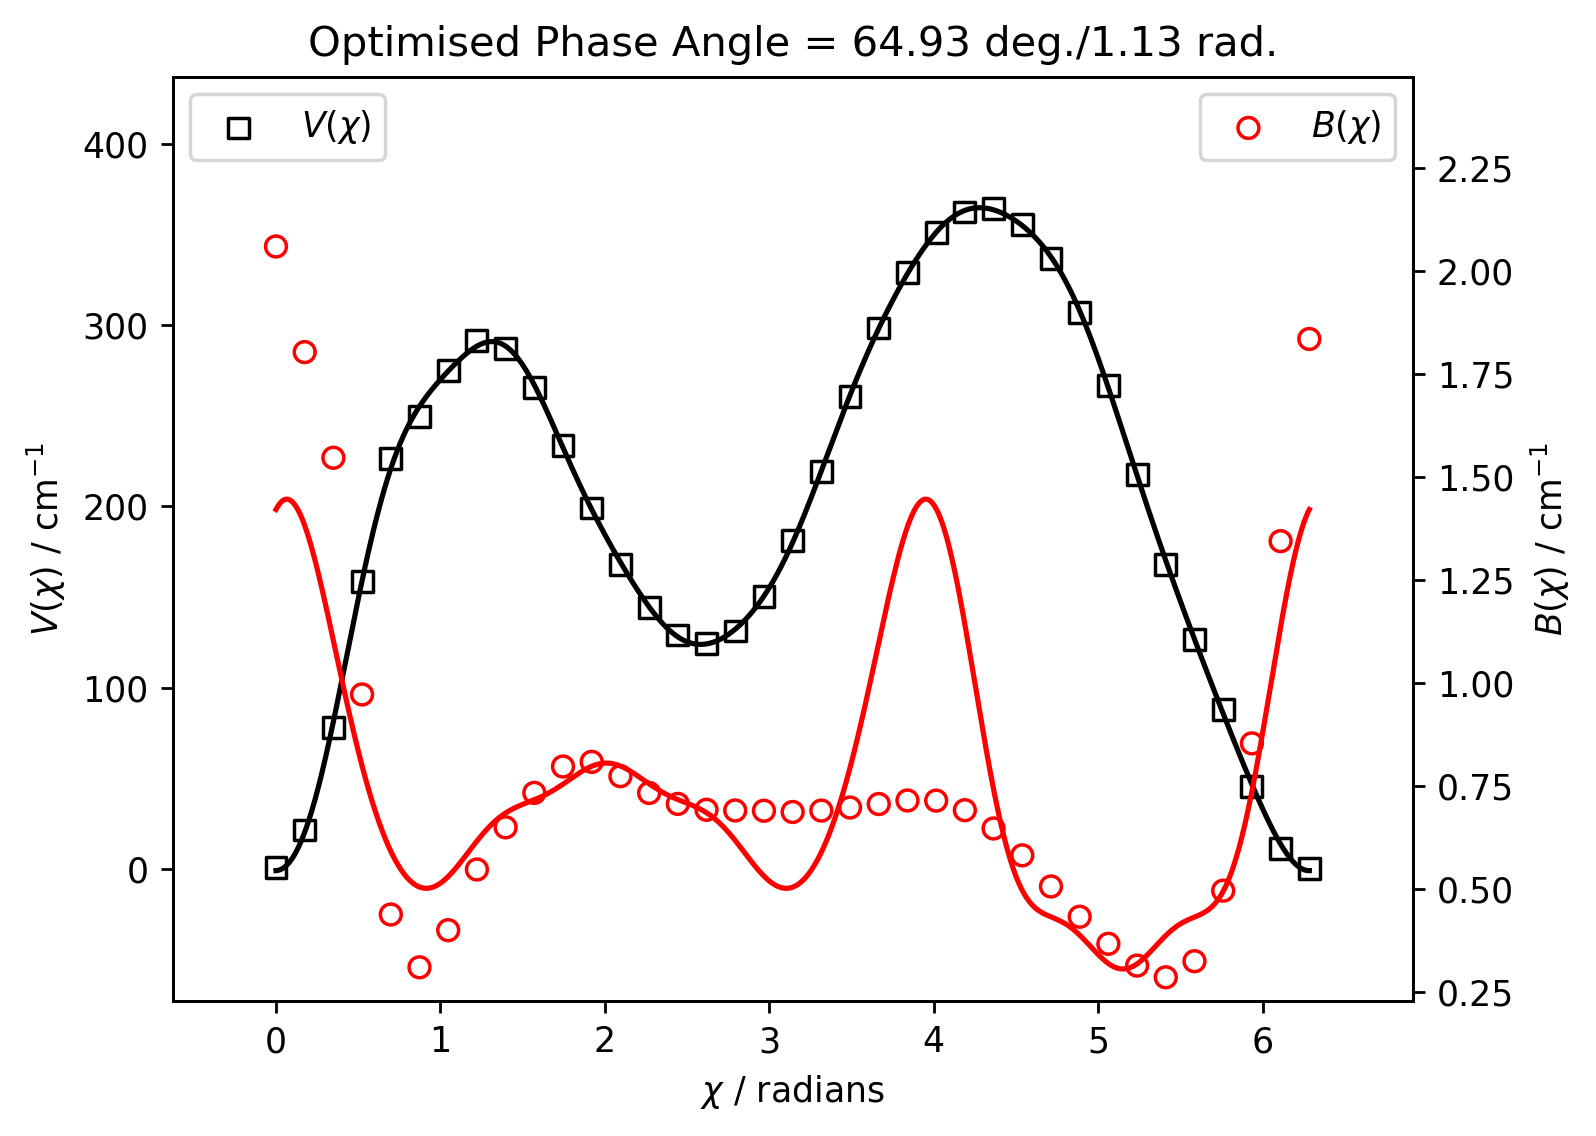 Optimised Phase Angle = 64.93 deg./1.13 rad.
V(χ)
B(χ)
400
300
200
100
0
V(χ) / cm⁻¹
2.25
2.00
1.75
1.50
1.25
1.00
0.75
0.50
0.25
B(χ) / cm⁻¹
0 1 2 3 4 5 6
χ / radians